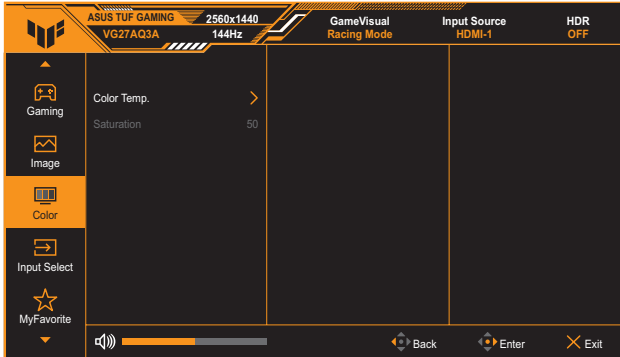 ASUS TUF GAMING 2560x1440 GameVisual Input Source HDR
VG27AQ3A 144Hz Racing Mode HDMI-1 OFF
Gaming
Color Temp.
Saturation 50
Image
Color
Input Select
MyFavorite
Back Enter Exit